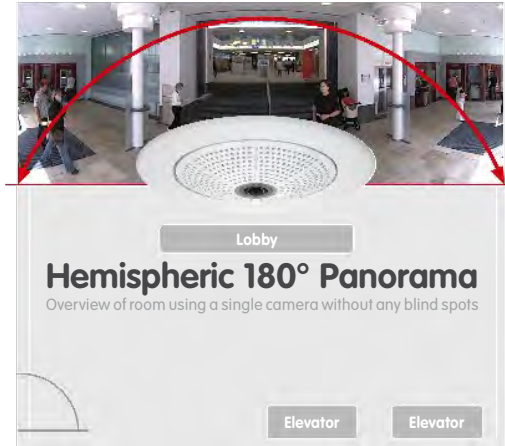 Lobby
Hemispheric 180° Panorama
Overview of room using a single camera without any blind spots
Elevator Elevator